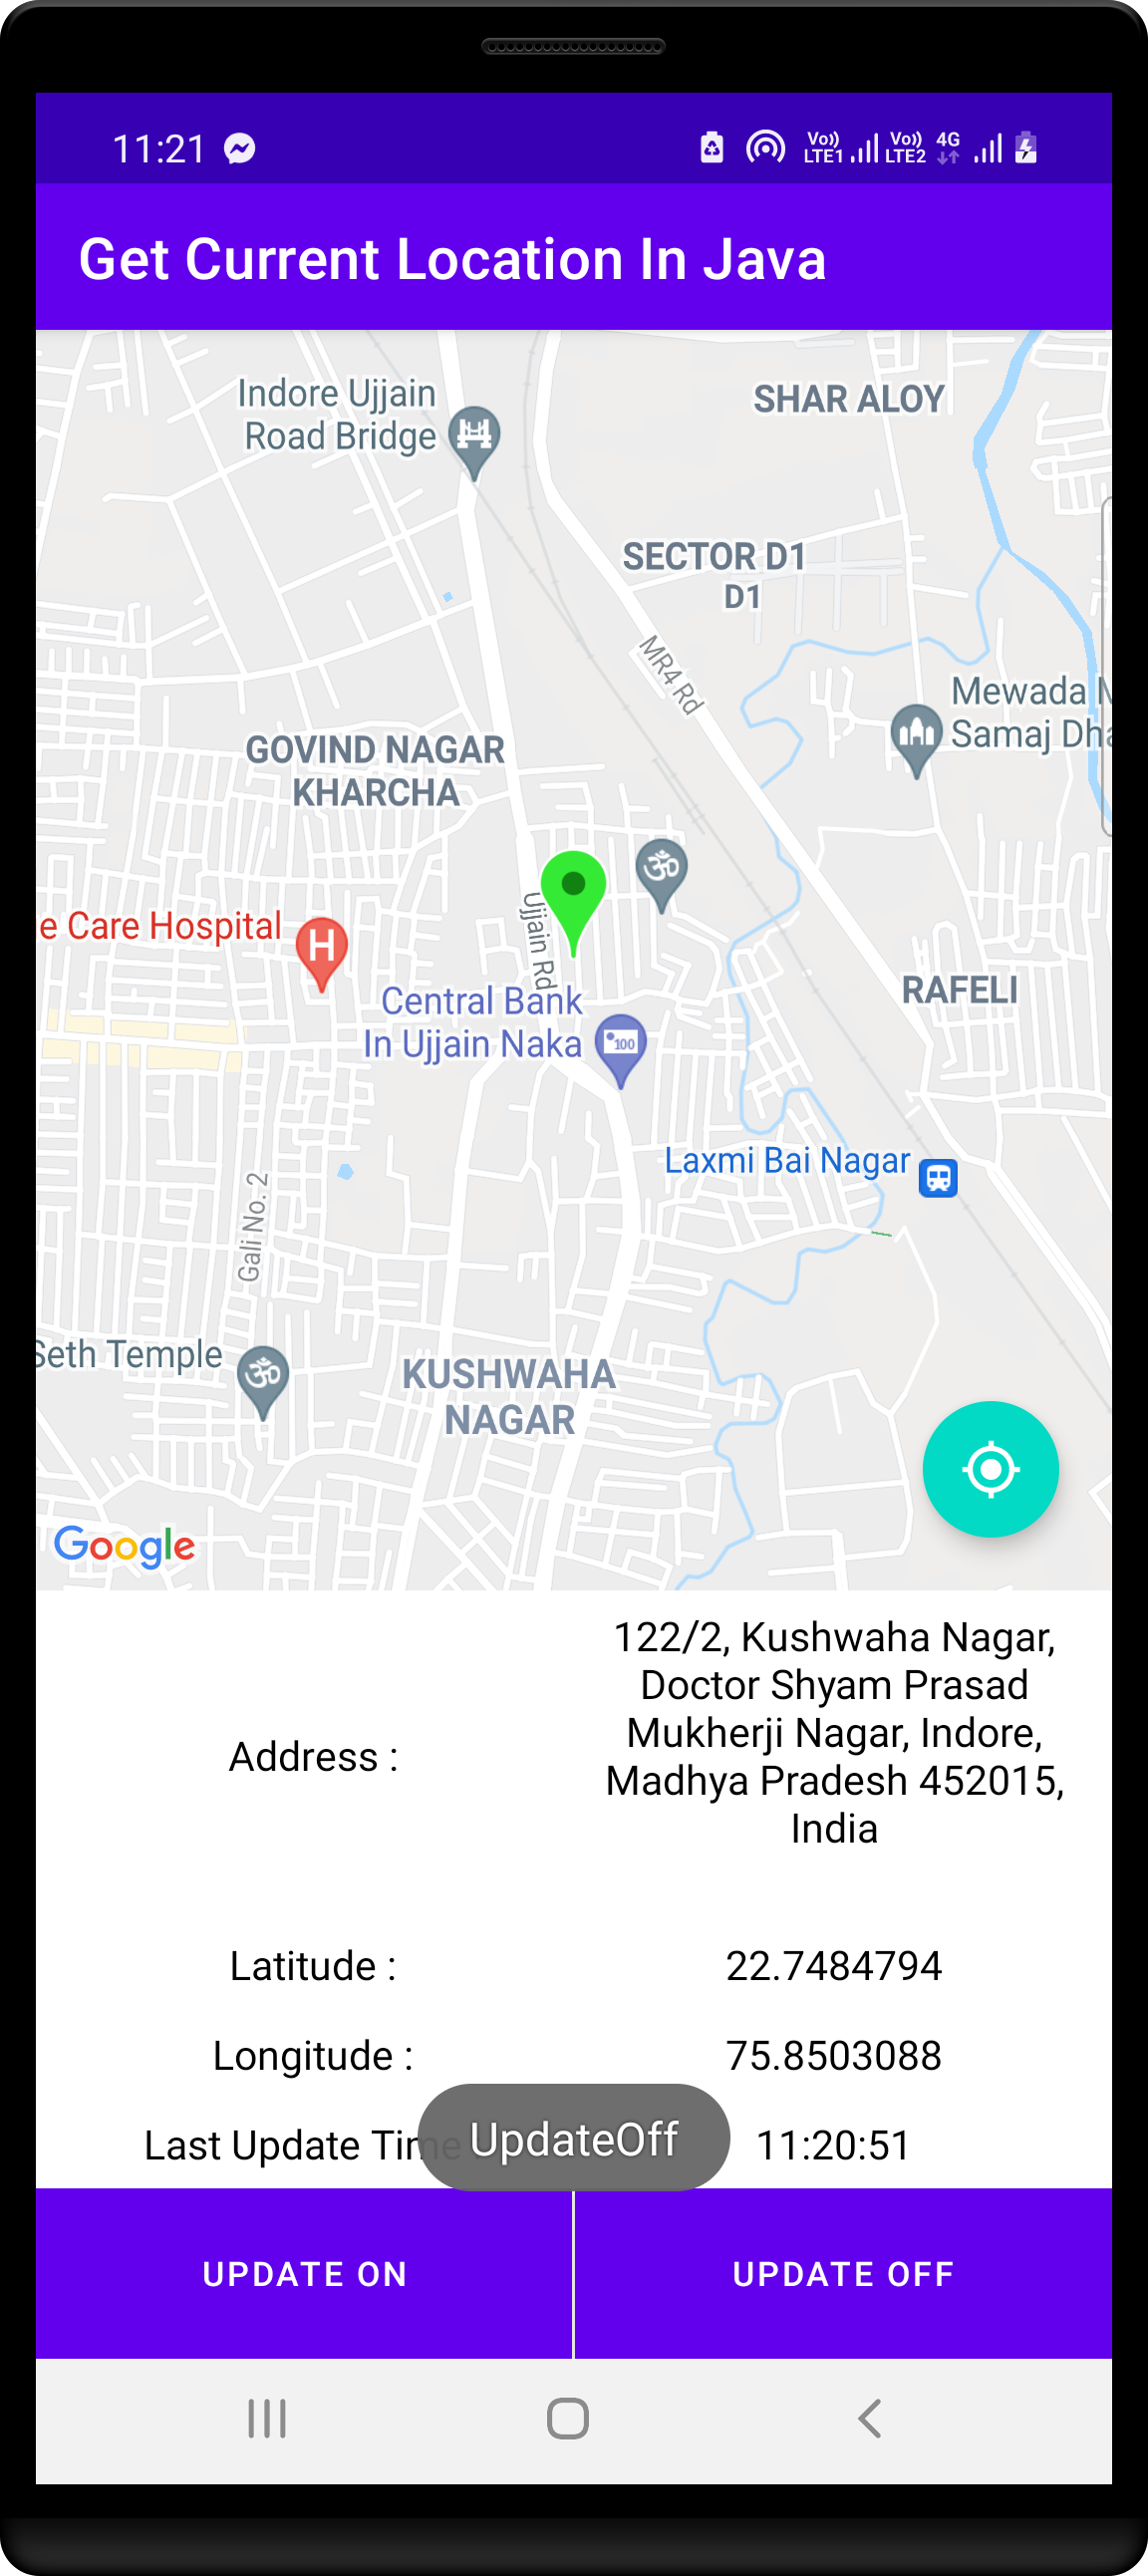 11:21
Vo)) LTE1 Vo)) LTE2 4G
Get Current Location In Java
Indore Ujjain
Road Bridge
SHAR ALOY
SECTOR D1
D1
MR4 Rd
Mewada
Samaj Dha
GOVIND NAGAR
KHARCHA
ॐ
Ujjain Rd
e Care Hospital
H
RAFELI
Central Bank
In Ujjain Naka
100
Laxmi Bai Nagar
Gali No. 2
Seth Temple
ॐ
KUSHWAHA
NAGAR
Google
122/2, Kushwaha Nagar,
Doctor Shyam Prasad
Mukherji Nagar, Indore,
Madhya Pradesh 452015,
India
Address :
Latitude : 22.7484794
Longitude : 75.8503088
Last Update Time 11:20:51
UpdateOff
UPDATE ON UPDATE OFF